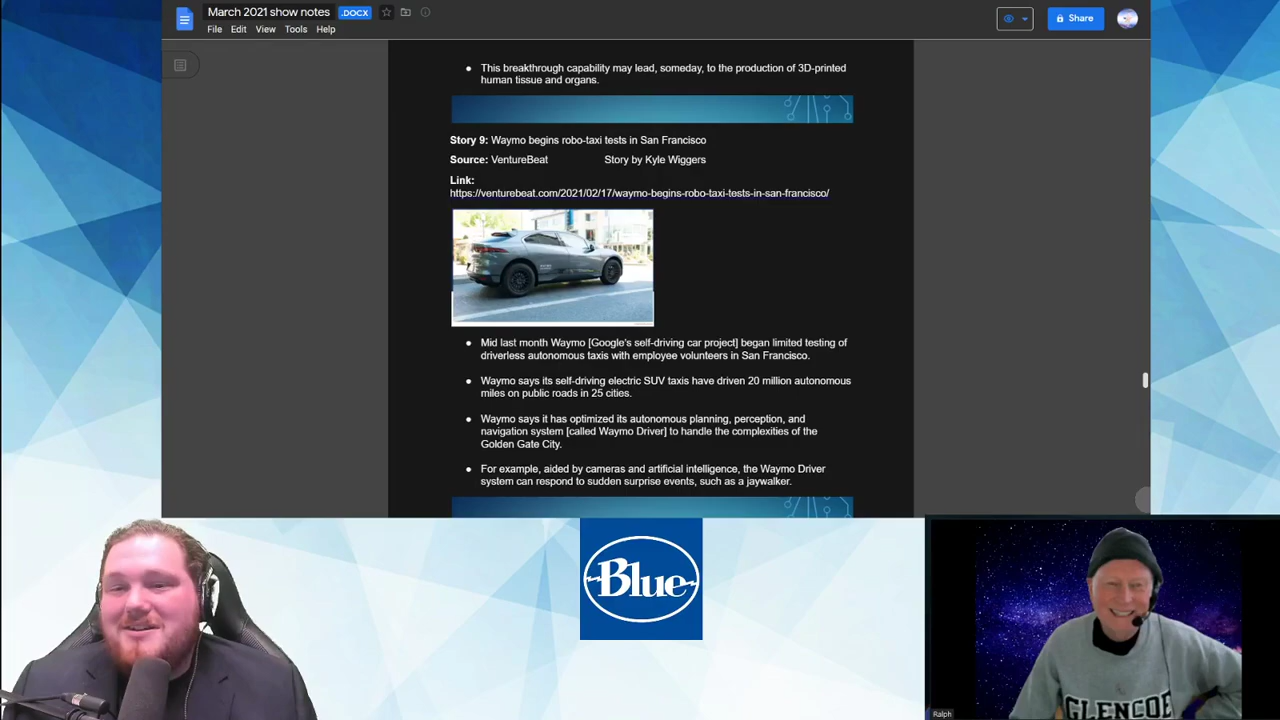 March 2021 show notes .DOCX
File Edit View Tools Help
Share
● This breakthrough capability may lead, someday, to the production of 3D-printed
human tissue and organs.
Story 9: Waymo begins robo-taxi tests in San Francisco
Source: VentureBeat Story by Kyle Wiggers
Link:
https://venturebeat.com/2021/02/17/waymo-begins-robo-taxi-tests-in-san-francisco/
● Mid last month Waymo [Google's self-driving car project] began limited testing of
driverless autonomous taxis with employee volunteers in San Francisco.
● Waymo says its self-driving electric SUV taxis have driven 20 million autonomous
miles on public roads in 25 cities.
● Waymo says it has optimized its autonomous planning, perception, and
navigation system [called Waymo Driver] to handle the complexities of the
Golden Gate City.
● For example, aided by cameras and artificial intelligence, the Waymo Driver
system can respond to sudden surprise events, such as a jaywalker.
Blue
GLENCOE
Ralph